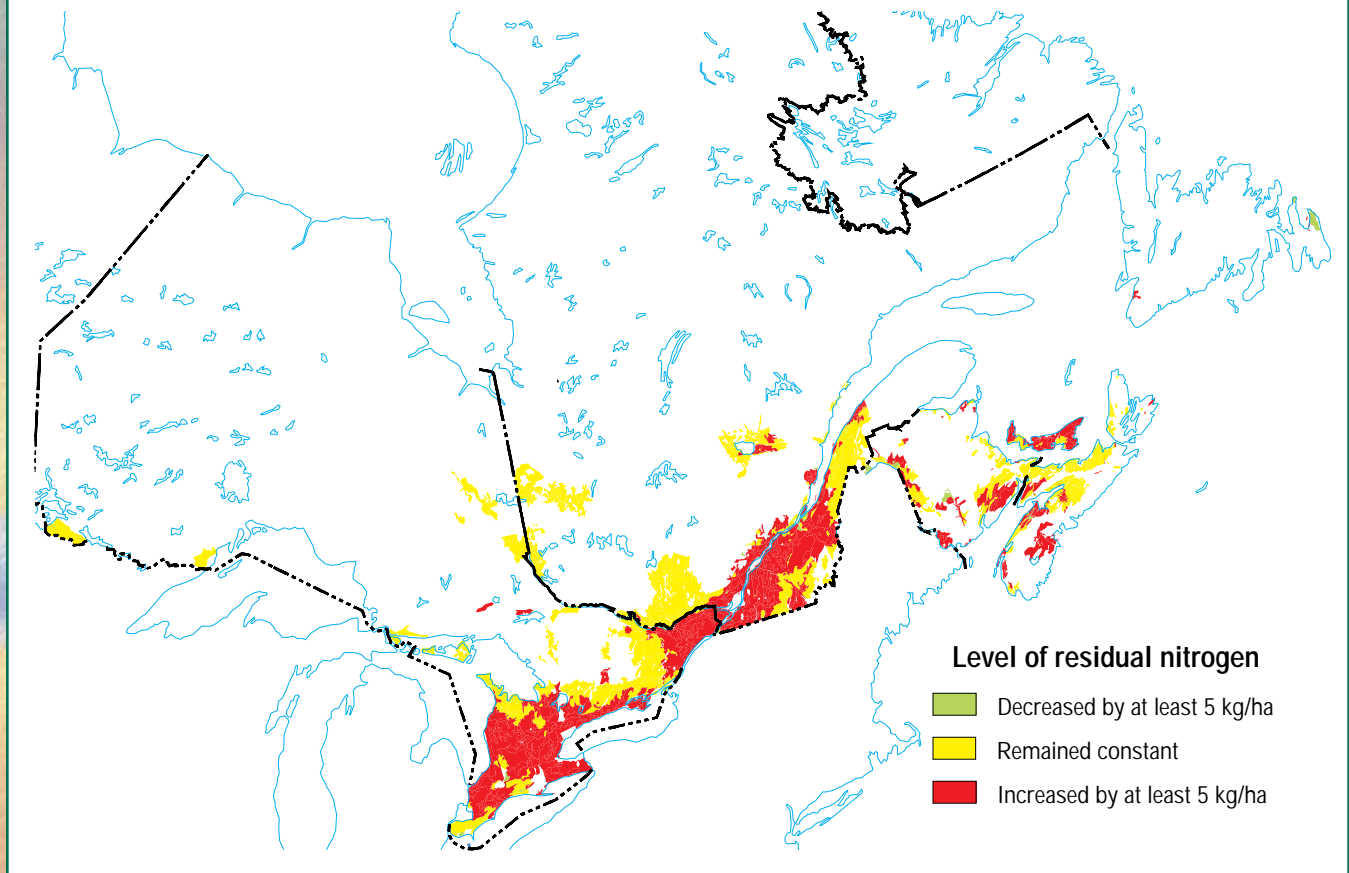 Level of residual nitrogen
Decreased by at least 5 kg/ha
Remained constant
Increased by at least 5 kg/ha